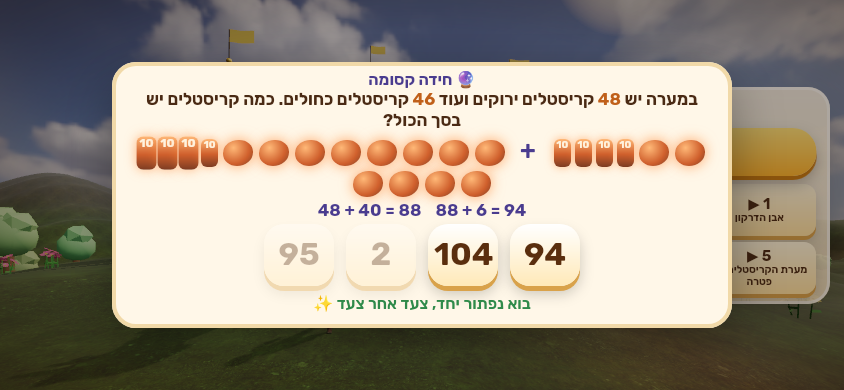 🔮 חידה קסומה
במערה יש 48 קריסטלים ירוקים ועוד 46 קריסטלים כחולים. כמה קריסטלים יש
בסך הכול?
10 10 10 10 + 10 10 10 10
48 + 40 = 88   88 + 6 = 94
95 2 104 94
בוא נפתור יחד, צעד אחר צעד ✨
▶ 1
אבן הדרקון
▶ 5
מערת הקריסטלים
פטרה